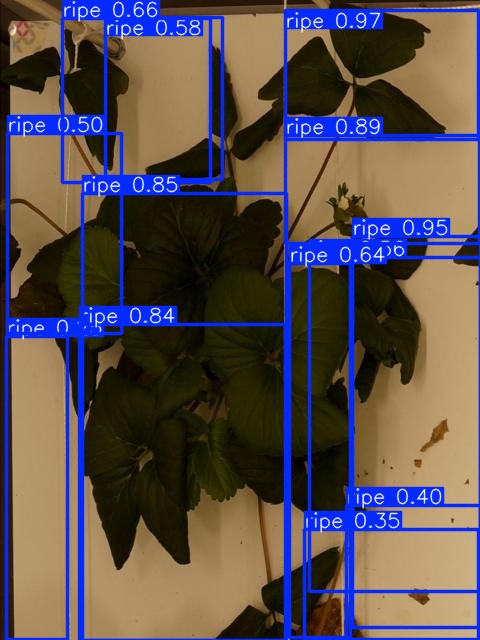 ripe 0.66
ripe 0.58
ripe 0.97
ripe 0.50
ripe 0.89
ripe 0.85
ripe 0.95
ripe 0.64
ripe 0.84
ripe
ripe 0.40
ripe 0.35